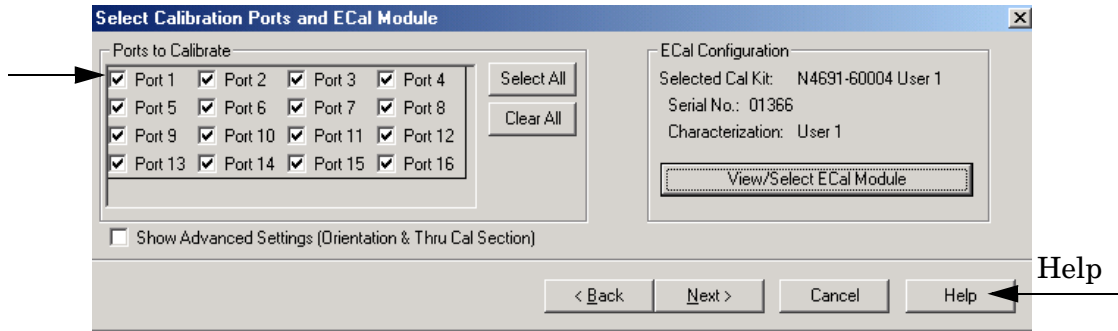 Select Calibration Ports and ECal Module
Ports to Calibrate
Port 1 Port 2 Port 3 Port 4
Port 5 Port 6 Port 7 Port 8
Port 9 Port 10 Port 11 Port 12
Port 13 Port 14 Port 15 Port 16
Select All
Clear All
ECal Configuration
Selected Cal Kit: N4691-60004 User 1
Serial No.: 01366
Characterization: User 1
View/Select ECal Module
Show Advanced Settings (Orientation & Thru Cal Section)
< Back Next > Cancel Help
Help